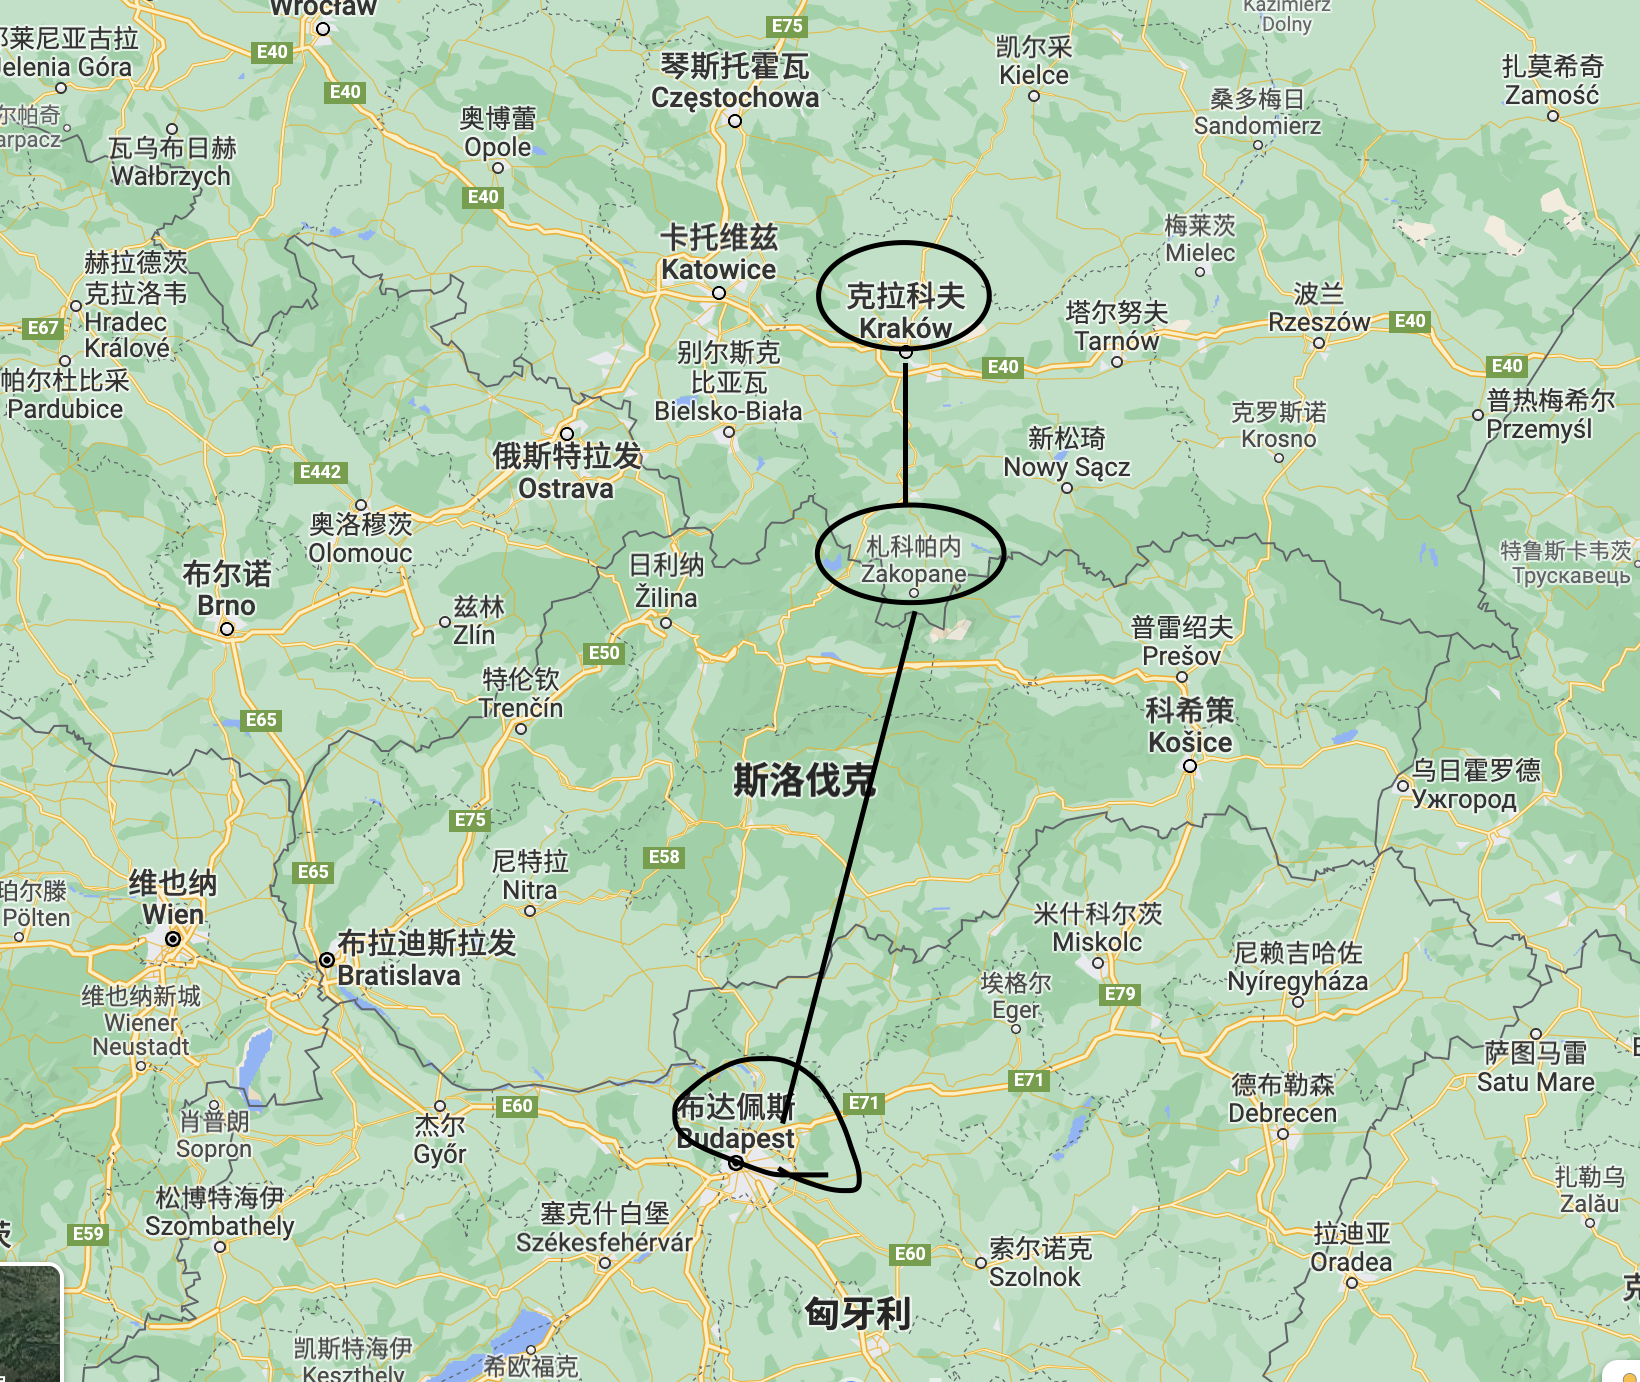 Wrocław
E75
Kazimierz
Dolny
凯尔采
Kielce
E40
琴斯托霍瓦
Częstochowa
扎莫希奇
Zamość
Jelenia Góra
E40
奥博蕾
Opole
桑多梅日
Sandomierz
瓦乌布日赫
Wałbrzych
E40
梅莱茨
Mielec
卡托维兹
Katowice
赫拉德茨
克拉洛韦
Hradec
Králové
克拉科夫
Kraków
波兰
Rzeszów
E40
塔尔努夫
Tarnów
E67
别尔斯克
比亚瓦
Bielsko-Biała
E40
E40
帕尔杜比采
Pardubice
克罗斯诺
Krosno
普热梅希尔
Przemyśl
新松琦
Nowy Sącz
俄斯特拉发
Ostrava
E442
奥洛穆茨
Olomouc
札科帕内
Zakopane
特鲁斯卡韦茨
Трускавець
日利纳
Žilina
布尔诺
Brno
兹林
Zlín
E50
普雷绍夫
Prešov
特伦钦
Trenčín
科希策
Košice
E65
斯洛伐克
乌日霍罗德
Ужгород
E75
E58
尼特拉
Nitra
E65
维也纳
Wien
Pölten
米什科尔茨
Miskolc
布拉迪斯拉发
Bratislava
尼赖吉哈佐
Nyíregyháza
埃格尔
Eger
E79
维也纳新城
Wiener
Neustadt
萨图马雷
Satu Mare
E71
德布勒森
Debrecen
E71
布达佩斯
Budapest
E60
肖普朗
Sopron
杰尔
Győr
扎勒乌
Zalău
松博特海伊
Szombathely
塞克什白堡
Székesfehérvár
E59
拉迪亚
Oradea
E60
索尔诺克
Szolnok
匈牙利
凯斯特海伊
Keszthely
希欧福克